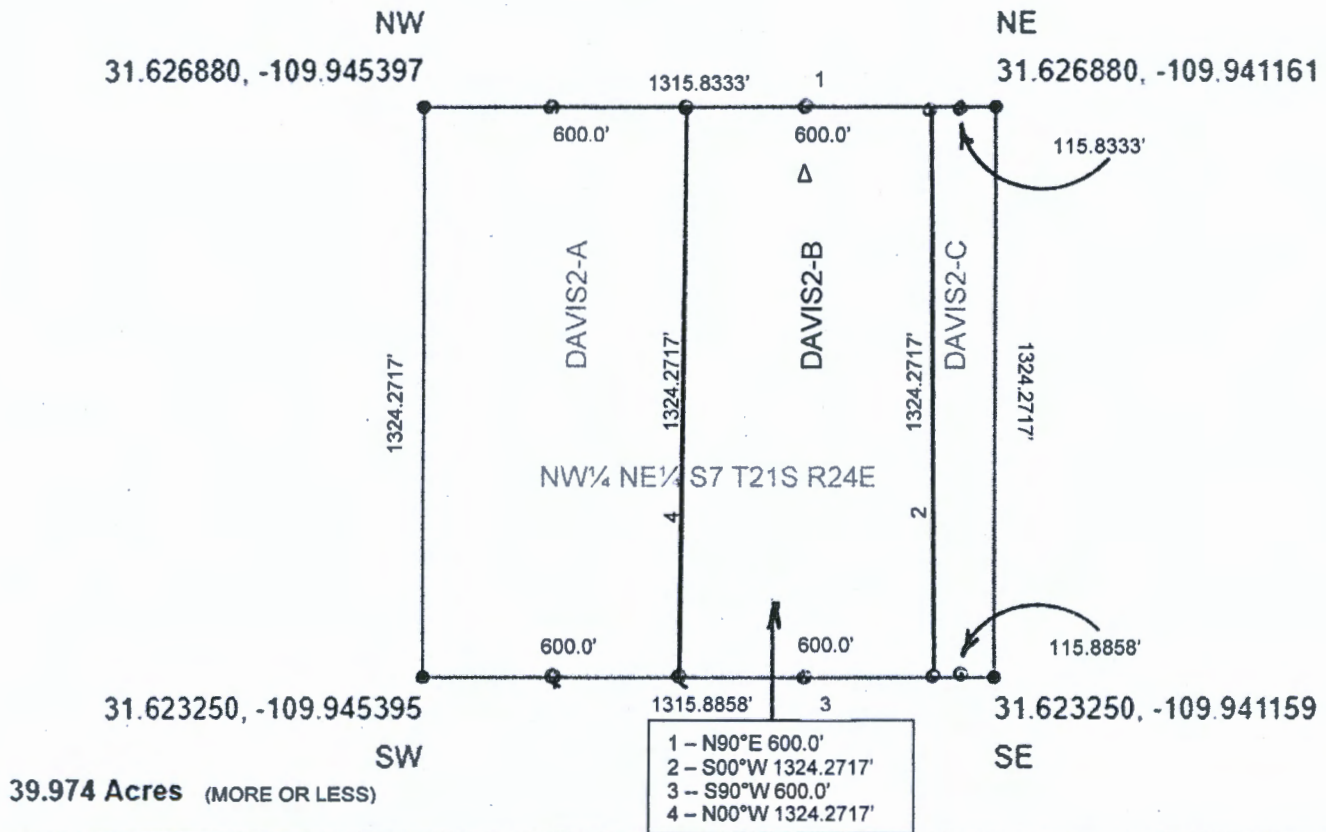 NW
NE
31.626880, -109.945397
31.626880, -109.941161
1315.8333'
1
600.0'
600.0'
115.8333'
Δ
DAVIS2-A
DAVIS2-B
DAVIS2-C
1324.2717'
1324.2717'
1324.2717'
1324.2717'
NW¼ NE¼ S7 T21S R24E
4
2
600.0'
600.0'
115.8858'
31.623250, -109.945395
1315.8858'
3
31.623250, -109.941159
SW
SE
1 – N90°E 600.0'
2 – S00°W 1324.2717'
3 – S90°W 600.0'
4 – N00°W 1324.2717'
39.974 Acres (MORE OR LESS)